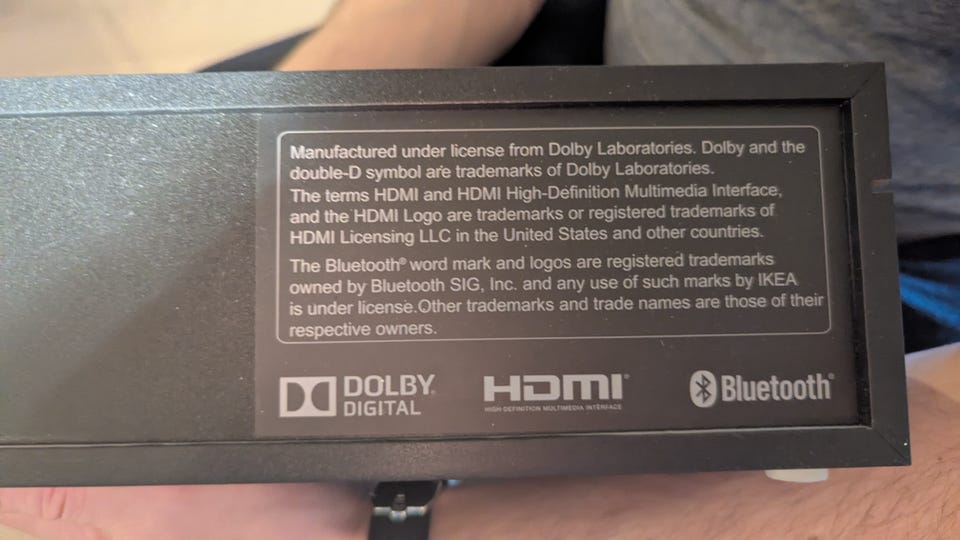 Manufactured under license from Dolby Laboratories. Dolby and the
double-D symbol are trademarks of Dolby Laboratories.
The terms HDMI and HDMI High-Definition Multimedia Interface,
and the HDMI Logo are trademarks or registered trademarks of
HDMI Licensing LLC in the United States and other countries.
The Bluetooth® word mark and logos are registered trademarks
owned by Bluetooth SIG, Inc. and any use of such marks by IKEA
is under license.Other trademarks and trade names are those of their
respective owners.
DOLBY®
DIGITAL
HDMI®
HIGH-DEFINITION MULTIMEDIA INTERFACE
Bluetooth®